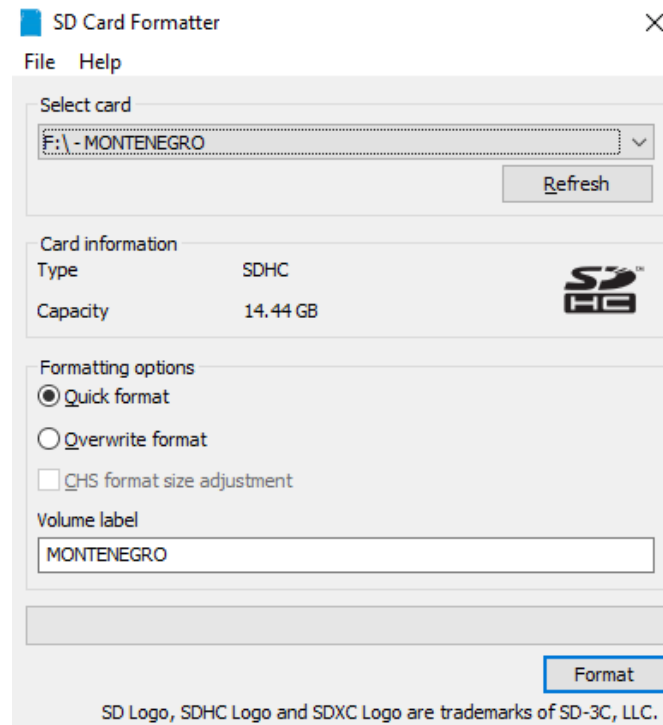 SD Card Formatter
File Help
Select card
F:\ - MONTENEGRO
Refresh
Card information
Type SDHC
Capacity 14.44 GB
SD HC
Formatting options
Quick format
Overwrite format
CHS format size adjustment
Volume label
MONTENEGRO
Format
SD Logo, SDHC Logo and SDXC Logo are trademarks of SD-3C, LLC.